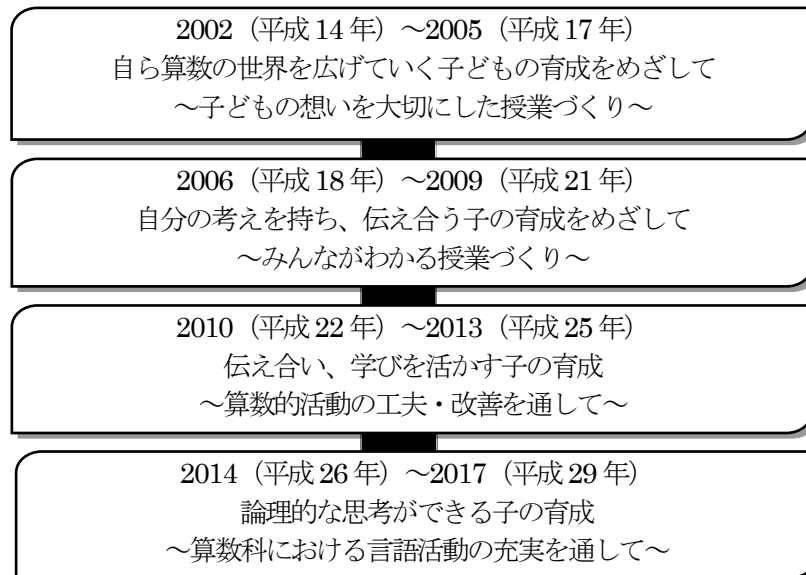 2002（平成 14 年）～2005（平成 17 年）
自ら算数の世界を広げていく子どもの育成をめざして
～子どもの想いを大切にした授業づくり～
2006（平成 18 年）～2009（平成 21 年）
自分の考えを持ち、伝え合う子の育成をめざして
～みんながわかる授業づくり～
2010（平成 22 年）～2013（平成 25 年）
伝え合い、学びを活かす子の育成
～算数的活動の工夫・改善を通して～
2014（平成 26 年）～2017（平成 29 年）
論理的な思考ができる子の育成
～算数科における言語活動の充実を通して～